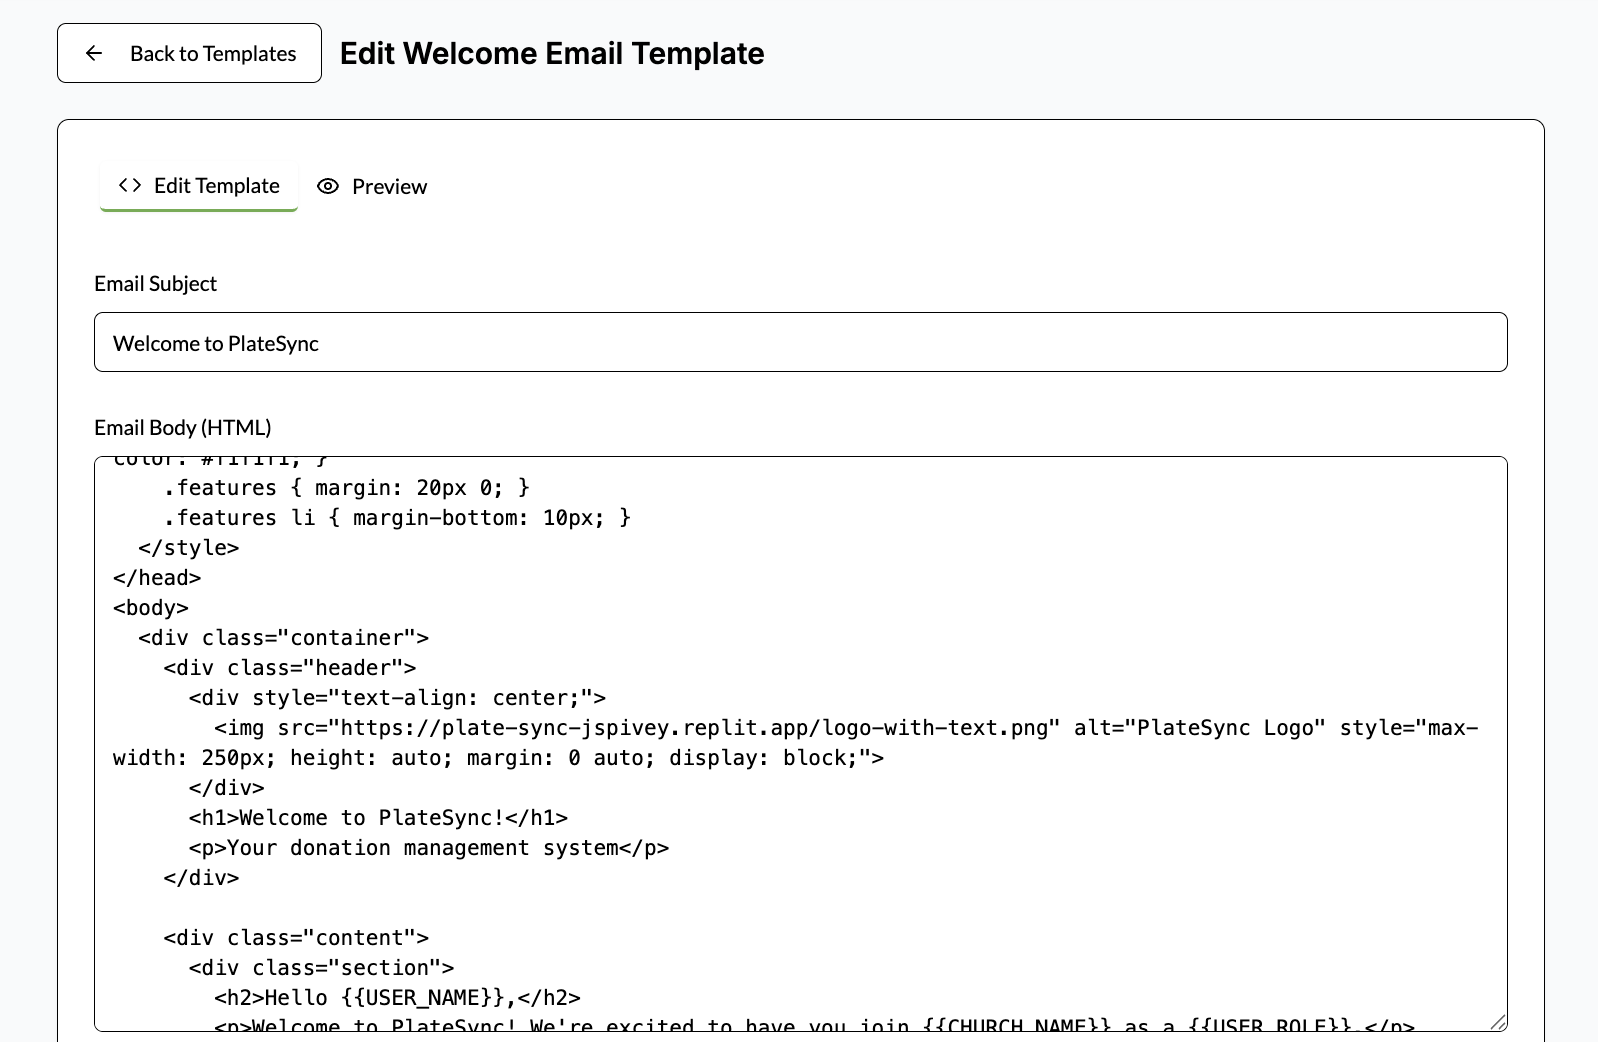 Back to Templates
Edit Welcome Email Template
Edit Template
Preview
Email Subject
Welcome to PlateSync
Email Body (HTML)
color: #f1f1f1; }
.features { margin: 20px 0; }
.features li { margin-bottom: 10px; }
</style>
</head>
<body>
<div class="container">
<div class="header">
<div style="text-align: center;">
<img src="https://plate-sync-jspivey.replit.app/logo-with-text.png" alt="PlateSync Logo" style="max-
width: 250px; height: auto; margin: 0 auto; display: block;">
</div>
<h1>Welcome to PlateSync!</h1>
<p>Your donation management system</p>
</div>
<div class="content">
<div class="section">
<h2>Hello {{USER_NAME}},</h2>
<p>Welcome to PlateSync! We're excited to have you join {{CHURCH_NAME}} as a {{USER_ROLE}}.</p>